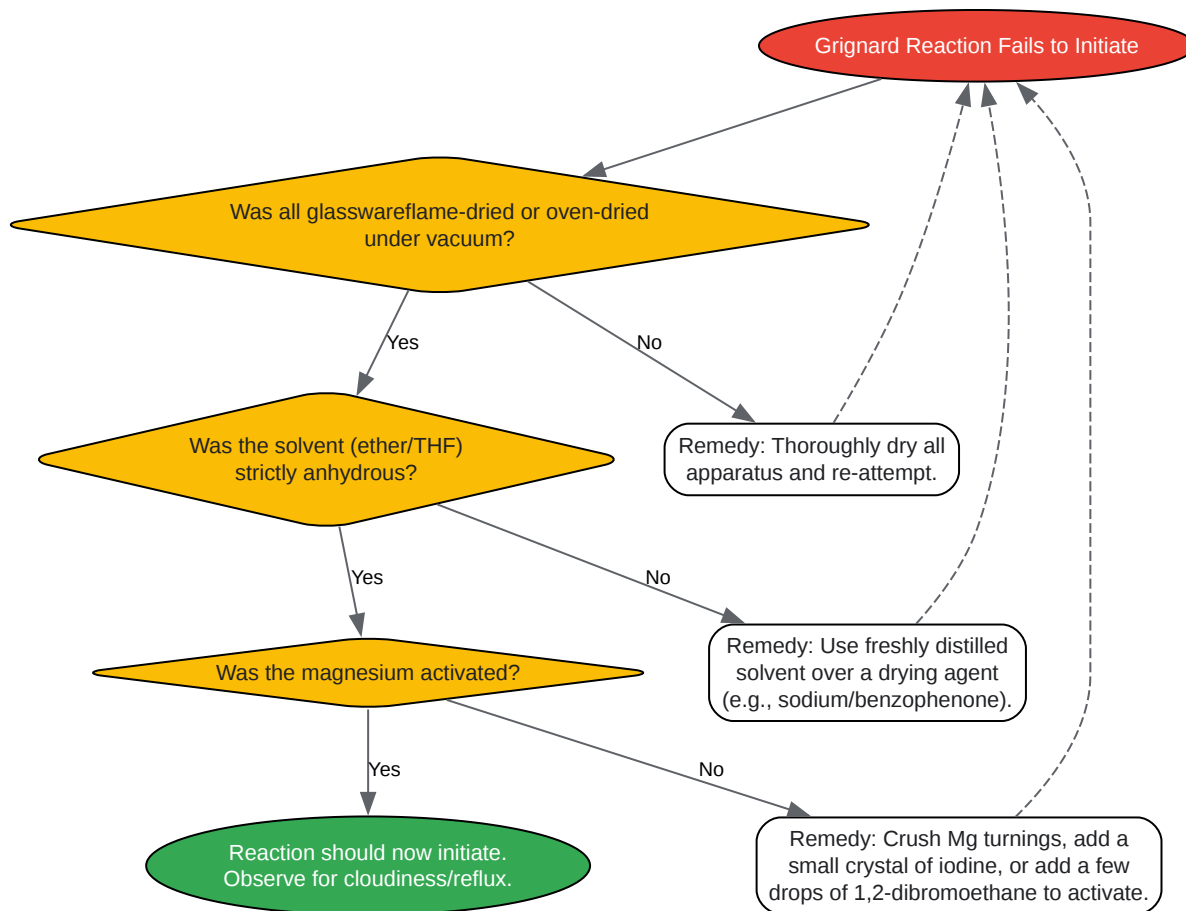 Grignard Reaction Fails to Initiate
Was all glasswareflame-dried or oven-dried
under vacuum?
Yes
No
Was the solvent (ether/THF)
strictly anhydrous?
Remedy: Thoroughly dry all
apparatus and re-attempt.
Yes
No
Was the magnesium activated?
Remedy: Use freshly distilled
solvent over a drying agent
(e.g., sodium/benzophenone).
Yes
No
Reaction should now initiate.
Observe for cloudiness/reflux.
Remedy: Crush Mg turnings, add a
small crystal of iodine, or add a few
drops of 1,2-dibromoethane to activate.